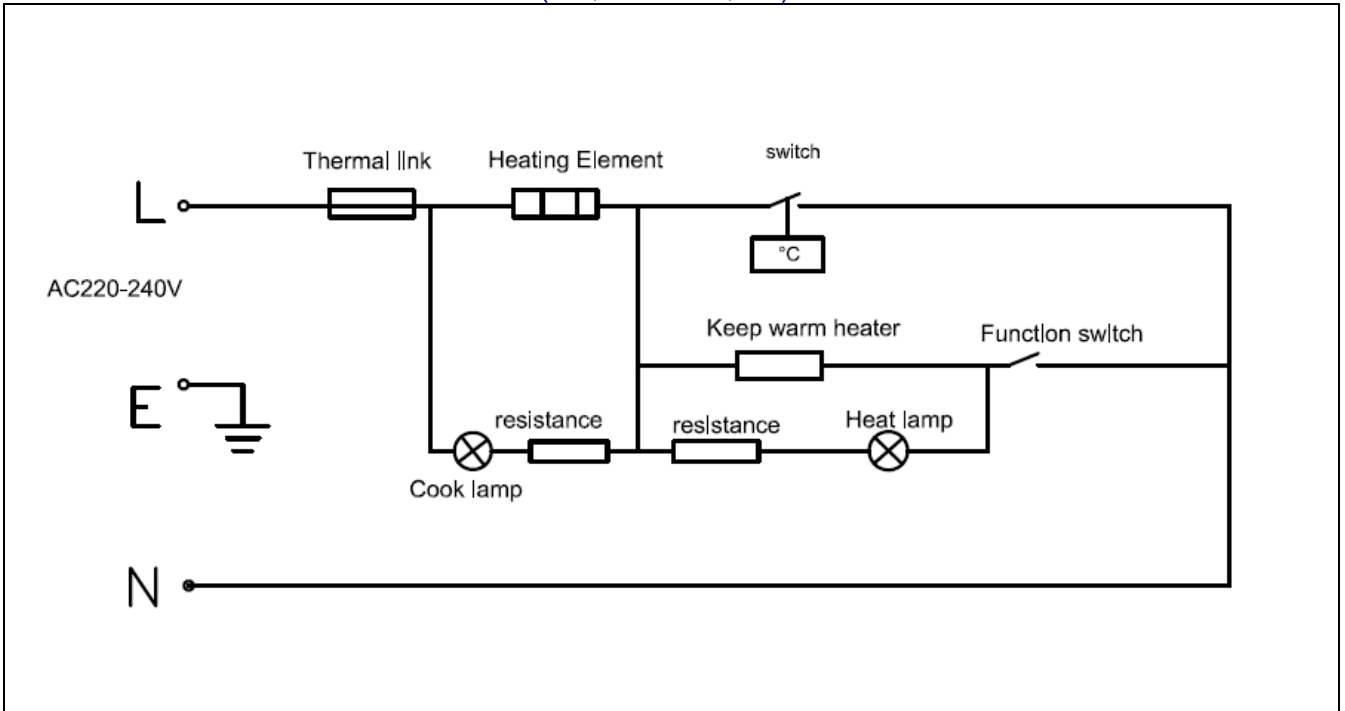 switch
Thermal link
Heating Element
L
°C
AC220-240V
Keep warm heater
Function switch
E
resistance
resistance
Heat lamp
Cook lamp
N